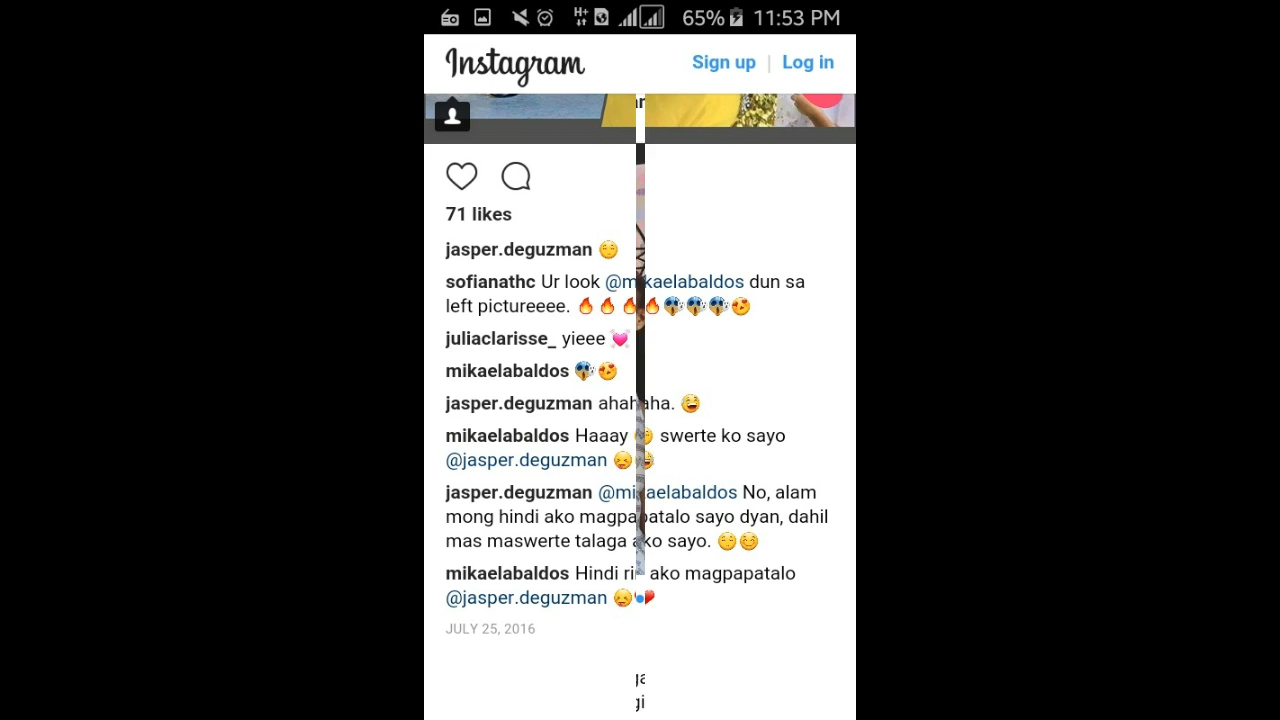 65% 11:53 PM
Instagram Sign up | Log in
71 likes
jasper.deguzman 😌
sofianathc Ur look @mikaelabaldos dun sa
left pictureeee. 🔥🔥🔥🔥😱😱😱😍
juliaclarisse_ yieee 💓
mikaelabaldos 😱😍
jasper.deguzman ahahaha. 😂
mikaelabaldos Haaay swerte ko sayo
@jasper.deguzman 😝😂
jasper.deguzman @mikaelabaldos No, alam
mong hindi ako magpapatalo sayo dyan, dahil
mas maswerte talaga ako sayo. 😌😊
mikaelabaldos Hindi rin ako magpapatalo
@jasper.deguzman 😝❤
JULY 25, 2016